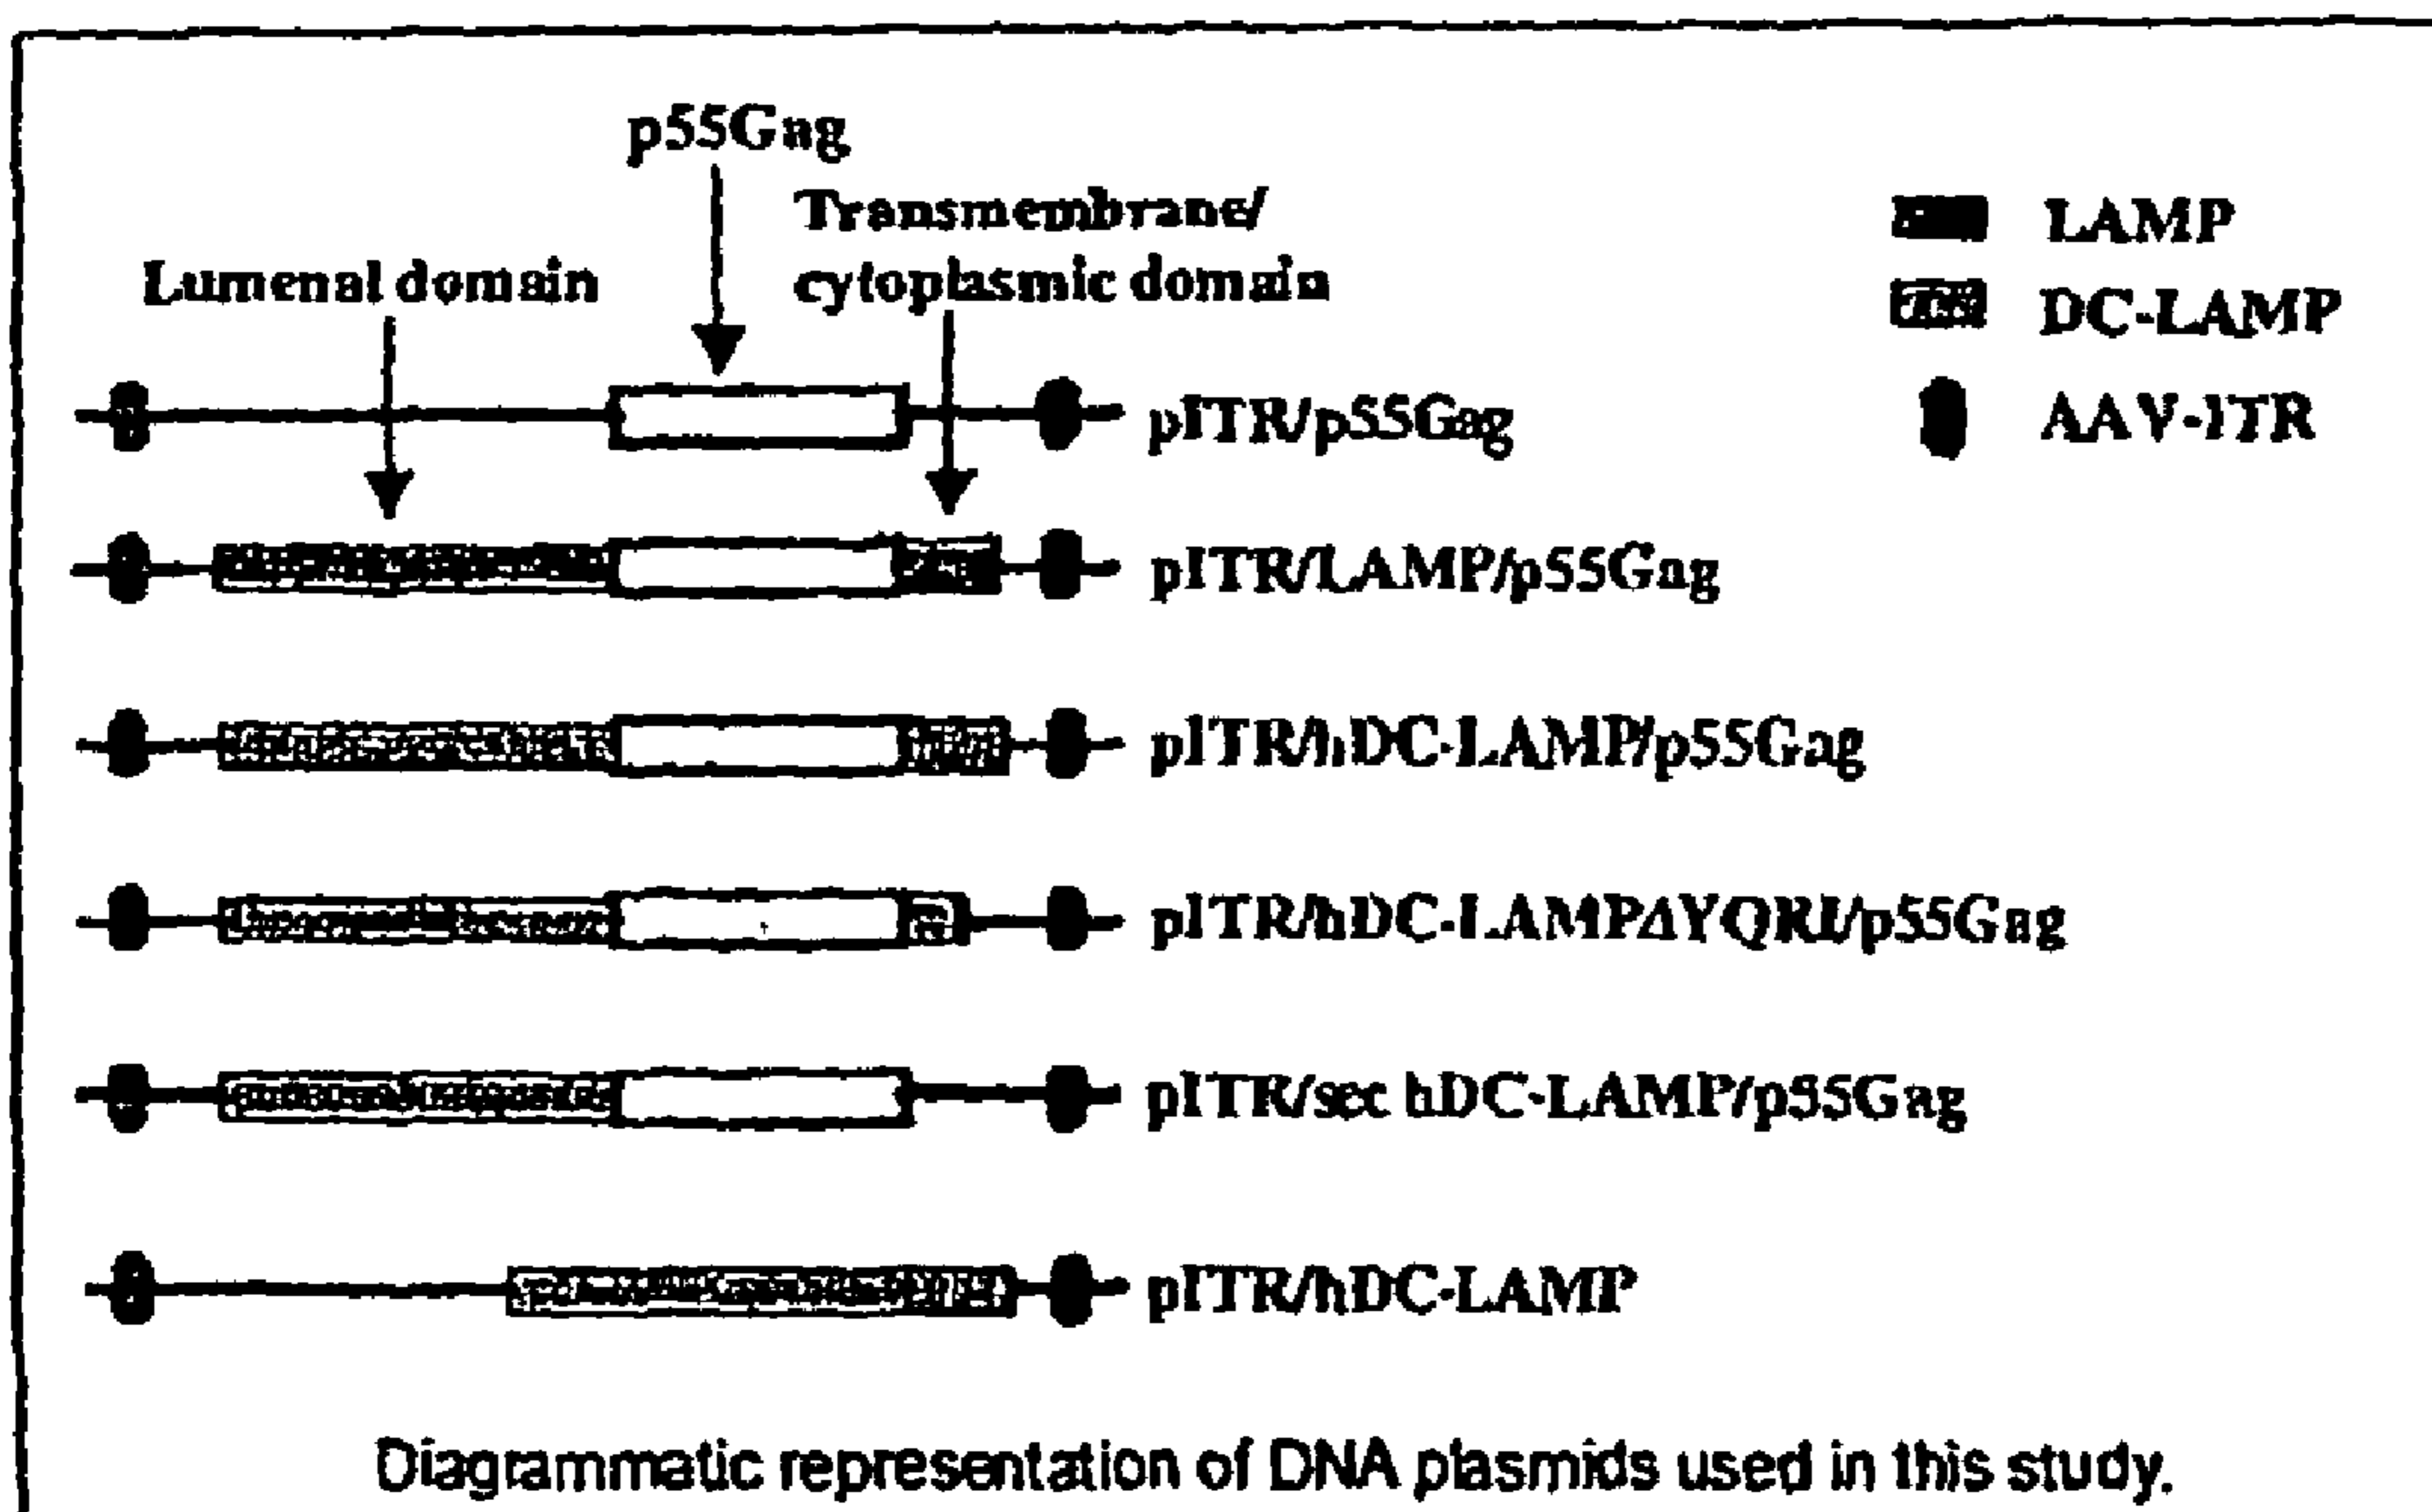 p55Gag
Transmembrane/
cytoplasmic domain
Lumenal domain
LAMP
DC-LAMP
AAV-ITR
pITR/p55Gag
pITR/LAMP/p55Gag
pITR/hDC-LAMP/p55Gag
pITR/hDC-LAMPΔYQRI/p55Gag
pITR/sec hDC-LAMP/p55Gag
pITR/hDC-LAMP
Diagrammatic representation of DNA plasmids used in this study.